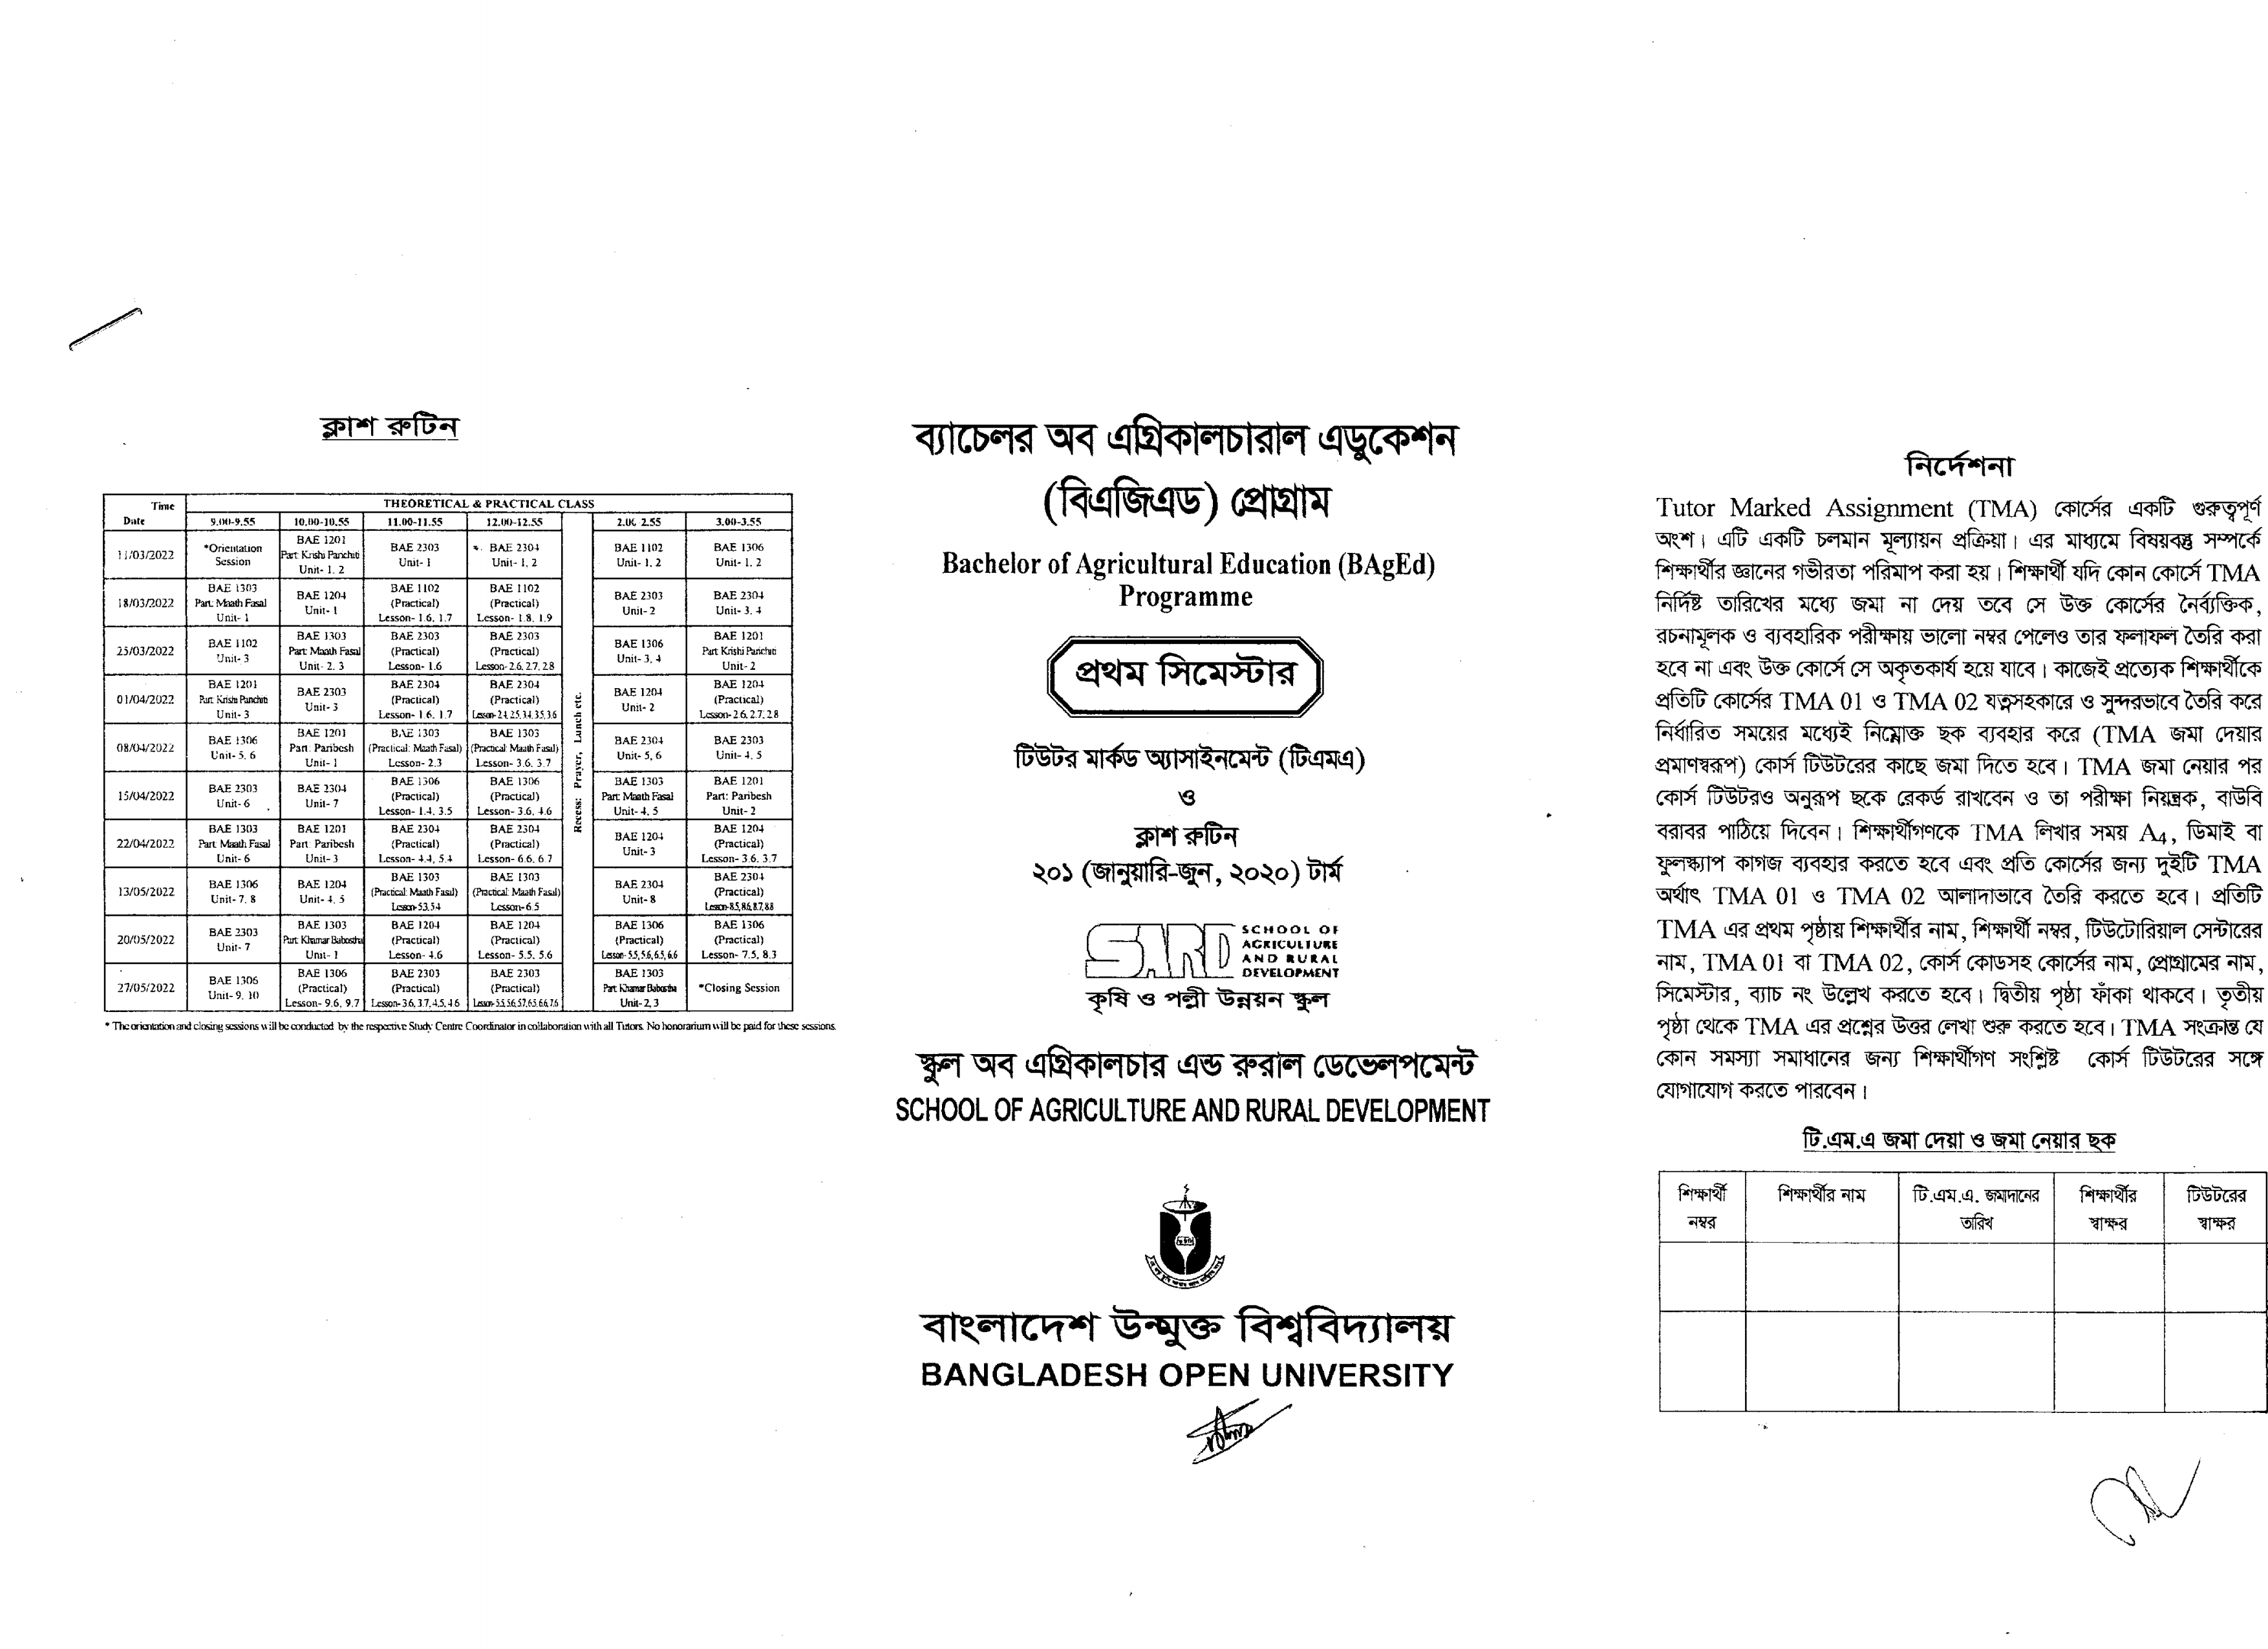 ক্লাশ রুটিন
Time THEORETICAL & PRACTICAL CLASS
Date 9.00-9.55 10.00-10.55 11.00-11.55 12.00-12.55 2.00 2.55 3.00-3.55
Recess: Prayer, Lunch etc.
11/03/2022 *Orientation Session BAE 1201 Part: Krishi Panchiti Unit- 1, 2 BAE 2303 Unit- 1 BAE 2304 Unit- 1, 2 BAE 1102 Unit- 1, 2 BAE 1306 Unit- 1, 2
18/03/2022 BAE 1303 Part: Maath Fasal Unit- 1 BAE 1204 Unit- 1 BAE 1102 (Practical) Lesson- 1.6, 1.7 BAE 1102 (Practical) Lesson- 1.8, 1.9 BAE 2303 Unit- 2 BAE 2304 Unit- 3, 4
25/03/2022 BAE 1102 Unit- 3 BAE 1303 Part: Maath Fasal Unit- 2, 3 BAE 2303 (Practical) Lesson- 1.6 BAE 2303 (Practical) Lesson- 2.6, 2.7, 2.8 BAE 1306 Unit- 3, 4 BAE 1201 Part Krishi Panchiti Unit- 2
01/04/2022 BAE 1201 Part: Krishi Panchiti Unit- 3 BAE 2303 Unit- 3 BAE 2304 (Practical) Lesson- 1.6, 1.7 BAE 2304 (Practical) Lesson- 2.4, 2.5, 3.4, 3.5, 3.6 BAE 1204 Unit- 2 BAE 1204 (Practical) Lesson- 2.6, 2.7, 2.8
08/04/2022 BAE 1306 Unit- 5, 6 BAE 1201 Part: Paribesh Unit- 1 BAE 1303 (Practical: Maath Fasal) Lesson- 2.3 BAE 1303 (Practical: Maath Fasal) Lesson- 3.6, 3.7 BAE 2304 Unit- 5, 6 BAE 2303 Unit- 4, 5
15/04/2022 BAE 2303 Unit- 6 BAE 2304 Unit- 7 BAE 1306 (Practical) Lesson- 1.4, 3.5 BAE 1306 (Practical) Lesson- 3.6, 4.6 BAE 1303 Part: Maath Fasal Unit- 4, 5 BAE 1201 Part: Paribesh Unit- 2
22/04/2022 BAE 1303 Part: Maath Fasal Unit- 6 BAE 1201 Part: Paribesh Unit- 3 BAE 2304 (Practical) Lesson- 4.4, 5.4 BAE 2304 (Practical) Lesson- 6.6, 6.7 BAE 1204 Unit- 3 BAE 1204 (Practical) Lesson- 3.6, 3.7
13/05/2022 BAE 1306 Unit- 7, 8 BAE 1204 Unit- 4, 5 BAE 1303 (Practical: Maath Fasal) Lesson- 5.3, 5.4 BAE 1303 (Practical: Maath Fasal) Lesson- 6.5 BAE 2304 Unit- 8 BAE 2304 (Practical) Lesson- 8.5, 8.6, 8.7, 8.8
20/05/2022 BAE 2303 Unit- 7 BAE 1303 Part: Khamar Babostha Unit- 1 BAE 1204 (Practical) Lesson- 4.6 BAE 1204 (Practical) Lesson- 5.5, 5.6 BAE 1306 (Practical) Lesson- 5.5, 5.6, 6.5, 6.6 BAE 1306 (Practical) Lesson- 7.5, 8.3
27/05/2022 BAE 1306 Unit- 9, 10 BAE 1306 (Practical) Lesson- 9.6, 9.7 BAE 2303 (Practical) Lesson- 3.6, 3.7, 4.5, 4.6 BAE 2303 (Practical) Lesson- 5.5, 5.6, 5.7, 6.5, 6.6, 7.6 BAE 1303 Part: Khamar Babostha Unit- 2, 3 *Closing Session
* The orientation and closing sessions will be conducted by the respective Study Centre Coordinator in collaboration with all Tutors. No honorarium will be paid for these sessions.
ব্যাচেলর অব এগ্রিকালচারাল এডুকেশন
(বিএজিএড) প্রোগ্রাম
Bachelor of Agricultural Education (BAgEd)
Programme
প্রথম সিমেস্টার
টিউটর মার্কড অ্যাসাইনমেন্ট (টিএমএ)
ও
ক্লাশ রুটিন
২০১ (জানুয়ারি-জুন, ২০২০) টার্ম
SARD
SCHOOL OF
AGRICULTURE
AND RURAL
DEVELOPMENT
কৃষি ও পল্লী উন্নয়ন স্কুল
স্কুল অব এগ্রিকালচার এন্ড রুরাল ডেভেলপমেন্ট
SCHOOL OF AGRICULTURE AND RURAL DEVELOPMENT
বাংলাদেশ উন্মুক্ত বিশ্ববিদ্যালয়
BANGLADESH OPEN UNIVERSITY
নির্দেশনা
Tutor Marked Assignment (TMA) কোর্সের একটি গুরুত্বপূর্ণ
অংশ। এটি একটি চলমান মূল্যায়ন প্রক্রিয়া। এর মাধ্যমে বিষয়বস্তু সম্পর্কে
শিক্ষার্থীর জ্ঞানের গভীরতা পরিমাপ করা হয়। শিক্ষার্থী যদি কোন কোর্সে TMA
নির্দিষ্ট তারিখের মধ্যে জমা না দেয় তবে সে উক্ত কোর্সের নৈর্ব্যক্তিক,
রচনামূলক ও ব্যবহারিক পরীক্ষায় ভালো নম্বর পেলেও তার ফলাফল তৈরি করা
হবে না এবং উক্ত কোর্সে সে অকৃতকার্য হয়ে যাবে। কাজেই প্রত্যেক শিক্ষার্থীকে
প্রতিটি কোর্সের TMA 01 ও TMA 02 যত্নসহকারে ও সুন্দরভাবে তৈরি করে
নির্ধারিত সময়ের মধ্যেই নিম্নোক্ত ছক ব্যবহার করে (TMA জমা দেয়ার
প্রমাণস্বরূপ) কোর্স টিউটরের কাছে জমা দিতে হবে। TMA জমা নেয়ার পর
কোর্স টিউটরও অনুরূপ ছকে রেকর্ড রাখবেন ও তা পরীক্ষা নিয়ন্ত্রক, বাউবি
বরাবর পাঠিয়ে দিবেন। শিক্ষার্থীগণকে TMA লিখার সময় A4, ডিমাই বা
ফুলস্ক্যাপ কাগজ ব্যবহার করতে হবে এবং প্রতি কোর্সের জন্য দুইটি TMA
অর্থাৎ TMA 01 ও TMA 02 আলাদাভাবে তৈরি করতে হবে। প্রতিটি
TMA এর প্রথম পৃষ্ঠায় শিক্ষার্থীর নাম, শিক্ষার্থী নম্বর, টিউটোরিয়াল সেন্টারের
নাম, TMA 01 বা TMA 02, কোর্স কোডসহ কোর্সের নাম, প্রোগ্রামের নাম,
সিমেস্টার, ব্যাচ নং উল্লেখ করতে হবে। দ্বিতীয় পৃষ্ঠা ফাঁকা থাকবে। তৃতীয়
পৃষ্ঠা থেকে TMA এর প্রশ্নের উত্তর লেখা শুরু করতে হবে। TMA সংক্রান্ত যে
কোন সমস্যা সমাধানের জন্য শিক্ষার্থীগণ সংশ্লিষ্ট কোর্স টিউটরের সঙ্গে
যোগাযোগ করতে পারবেন।
টি.এম.এ জমা দেয়া ও জমা নেয়ার ছক
শিক্ষার্থী নম্বর শিক্ষার্থীর নাম টি.এম.এ. জমাদানের তারিখ শিক্ষার্থীর স্বাক্ষর টিউটরের স্বাক্ষর